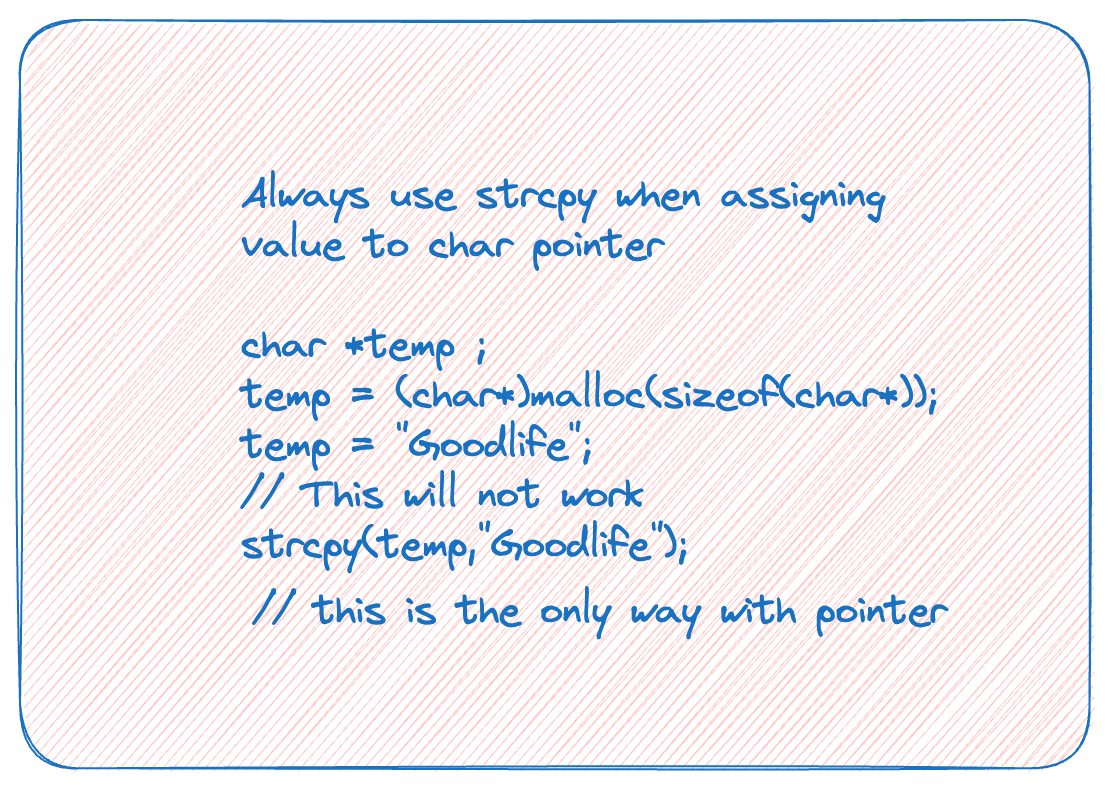 Always use strcpy when assigning
value to char pointer
char *temp ;
temp = (char*)malloc(sizeof(char*));
temp = "Goodlife";
// This will not work
strcpy(temp,"Goodlife");
// this is the only way with pointer